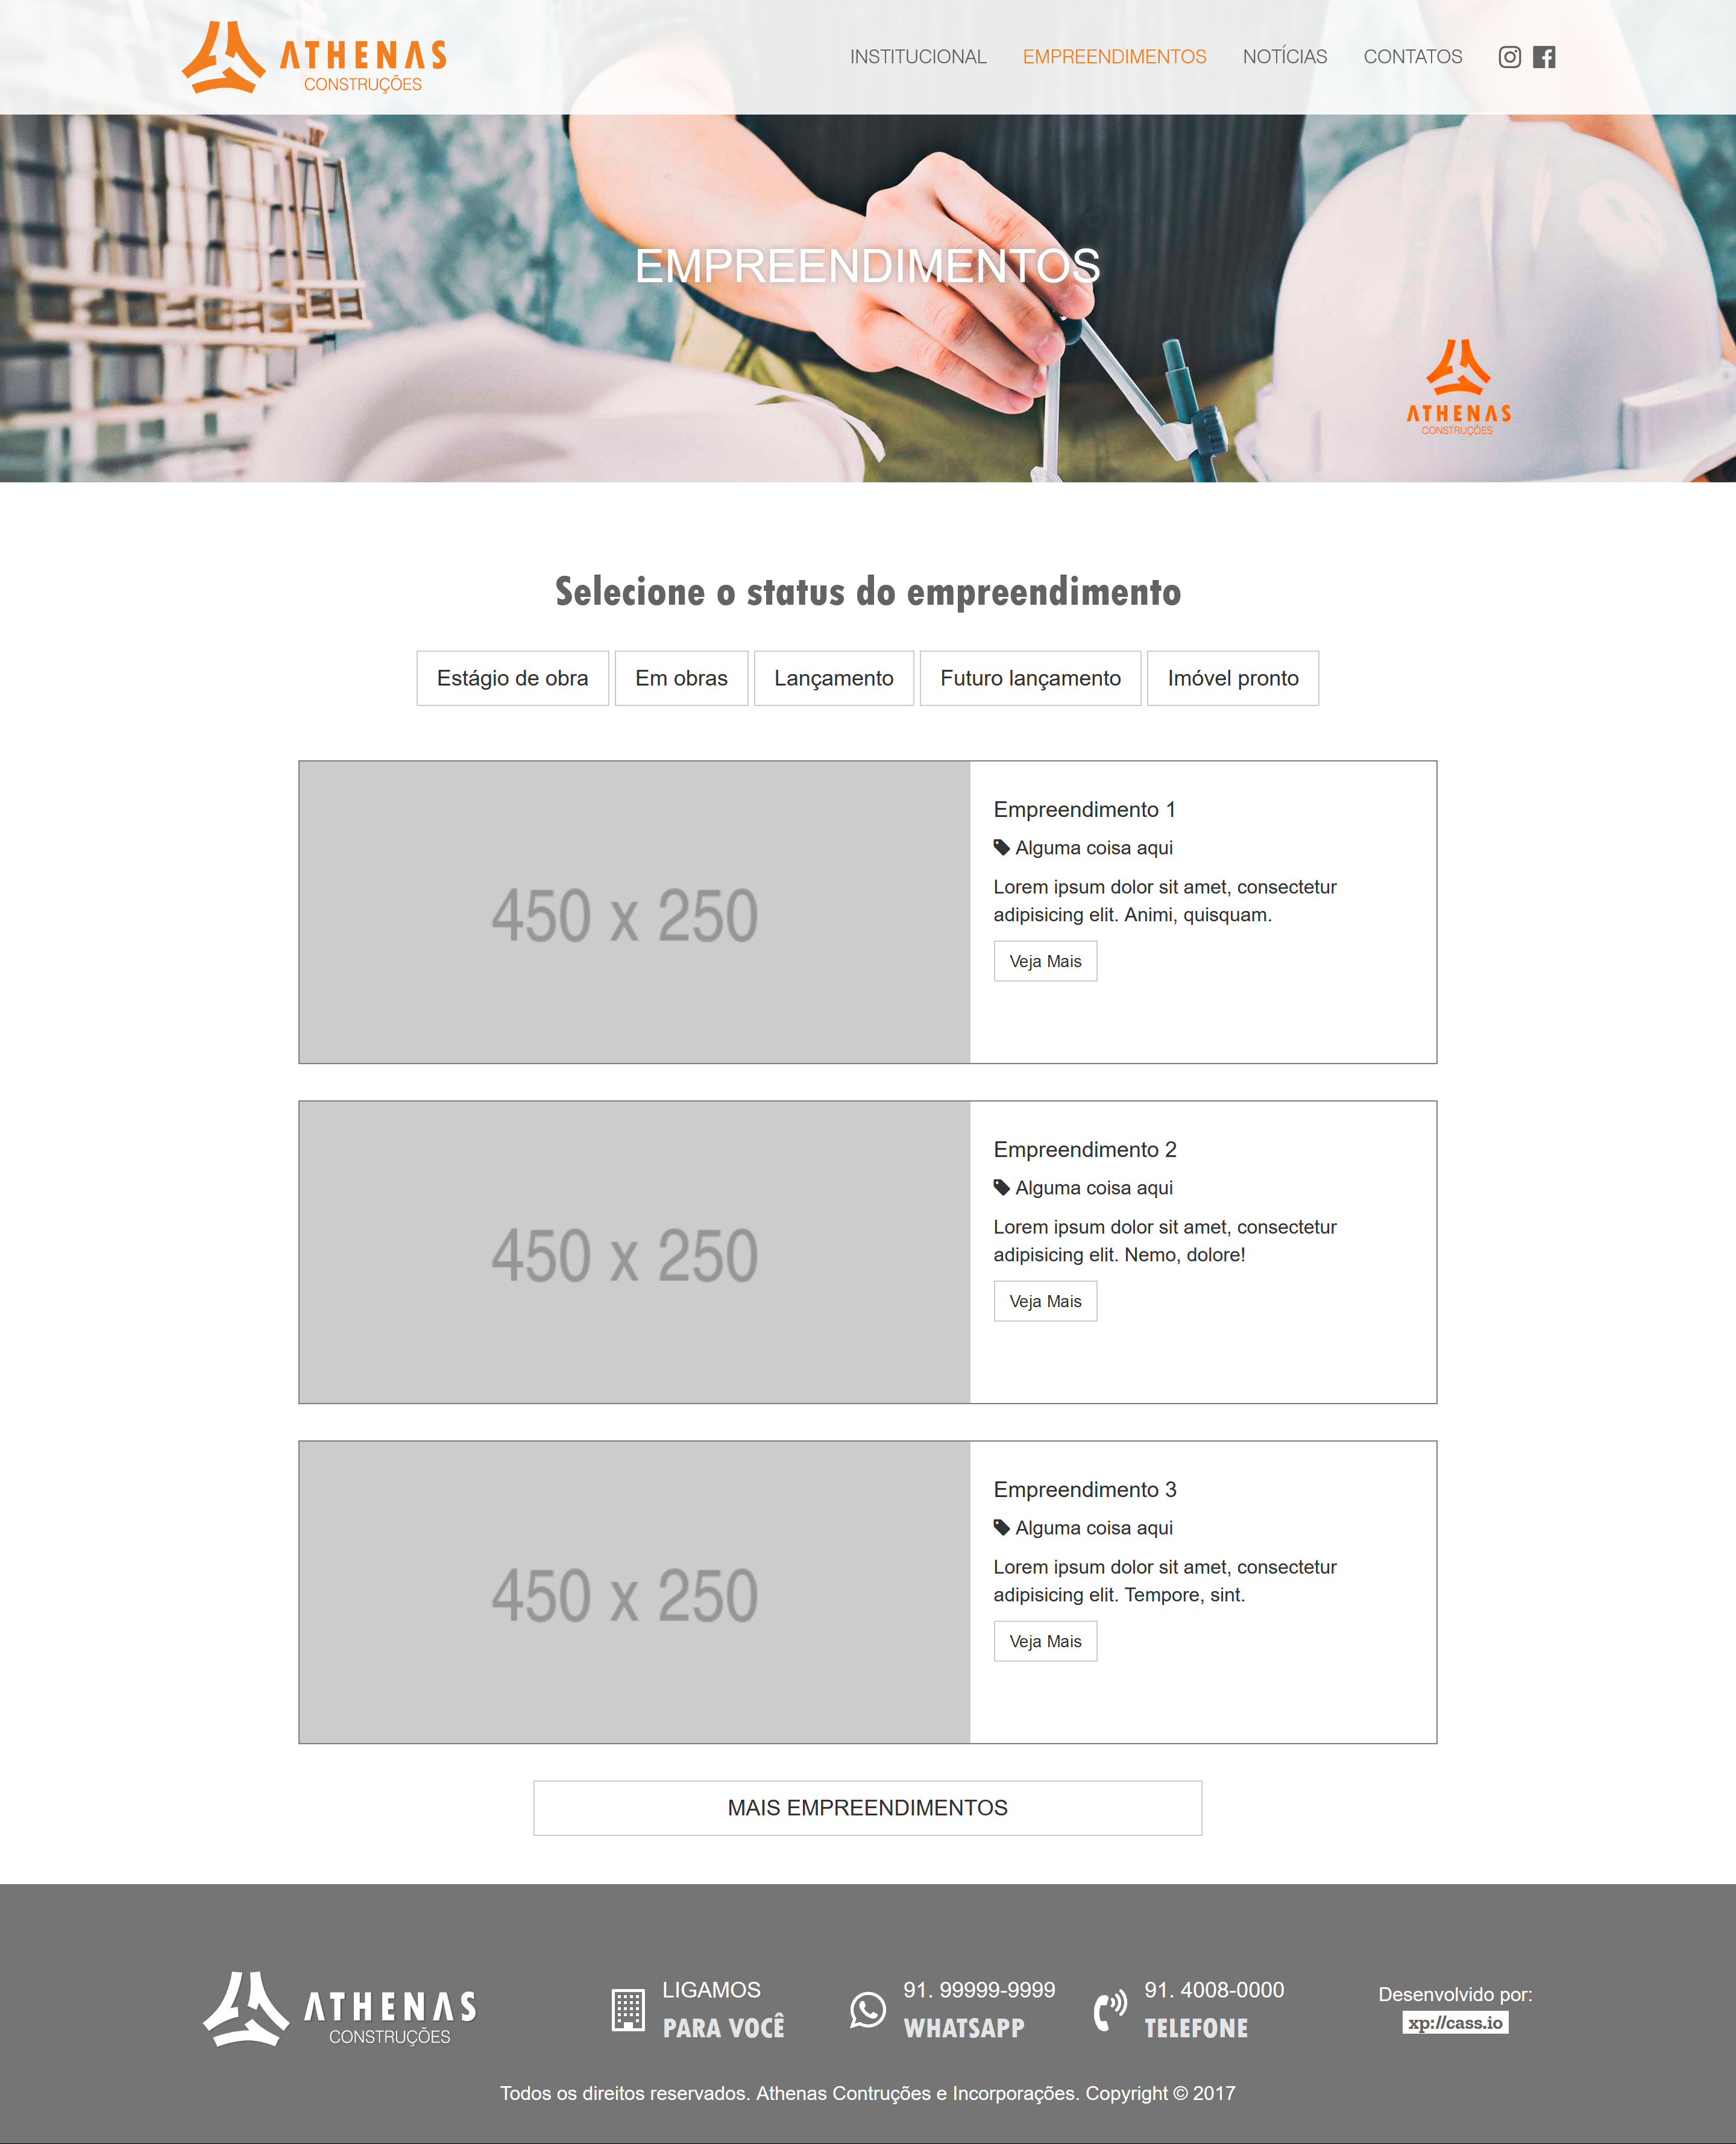 ATHENAS
CONSTRUÇÕES
INSTITUCIONAL
EMPREENDIMENTOS
NOTÍCIAS
CONTATOS
EMPREENDIMENTOS
ATHENAS
CONSTRUÇÕES
Selecione o status do empreendimento
Estágio de obra
Em obras
Lançamento
Futuro lançamento
Imóvel pronto
450 x 250
Empreendimento 1
Alguma coisa aqui
Lorem ipsum dolor sit amet, consectetur
adipisicing elit. Animi, quisquam.
Veja Mais
450 x 250
Empreendimento 2
Alguma coisa aqui
Lorem ipsum dolor sit amet, consectetur
adipisicing elit. Nemo, dolore!
Veja Mais
450 x 250
Empreendimento 3
Alguma coisa aqui
Lorem ipsum dolor sit amet, consectetur
adipisicing elit. Tempore, sint.
Veja Mais
MAIS EMPREENDIMENTOS
ATHENAS
CONSTRUÇÕES
LIGAMOS
PARA VOCÊ
91. 99999-9999
WHATSAPP
91. 4008-0000
TELEFONE
Desenvolvido por:
xp://cass.io
Todos os direitos reservados. Athenas Contruções e Incorporações. Copyright © 2017